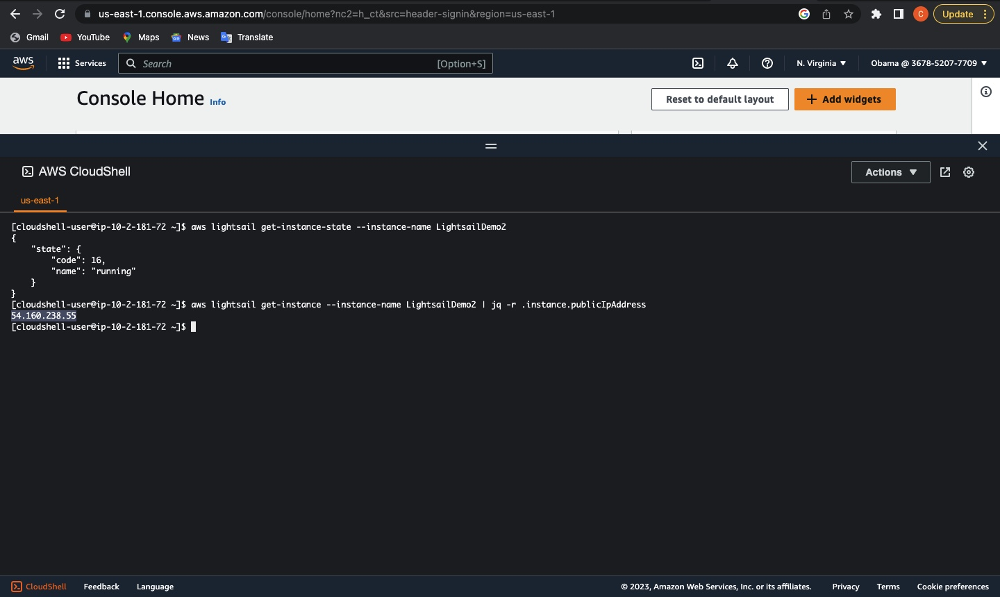 us-east-1.console.aws.amazon.com/console/home?nc2=h_ct&src=header-signin&region=us-east-1
C
Update
Gmail YouTube Maps News Translate
aws Services Search [Option+S] N. Virginia ▼ Obama @ 3678-5207-7709 ▼
Console Home Info Reset to default layout + Add widgets
AWS CloudShell Actions ▼
us-east-1
[cloudshell-user@ip-10-2-181-72 ~]$ aws lightsail get-instance-state --instance-name LightsailDemo2
{
    "state": {
        "code": 16,
        "name": "running"
    }
}
[cloudshell-user@ip-10-2-181-72 ~]$ aws lightsail get-instance --instance-name LightsailDemo2 | jq -r .instance.publicIpAddress
54.160.238.55
[cloudshell-user@ip-10-2-181-72 ~]$
CloudShell Feedback Language © 2023, Amazon Web Services, Inc. or its affiliates. Privacy Terms Cookie preferences